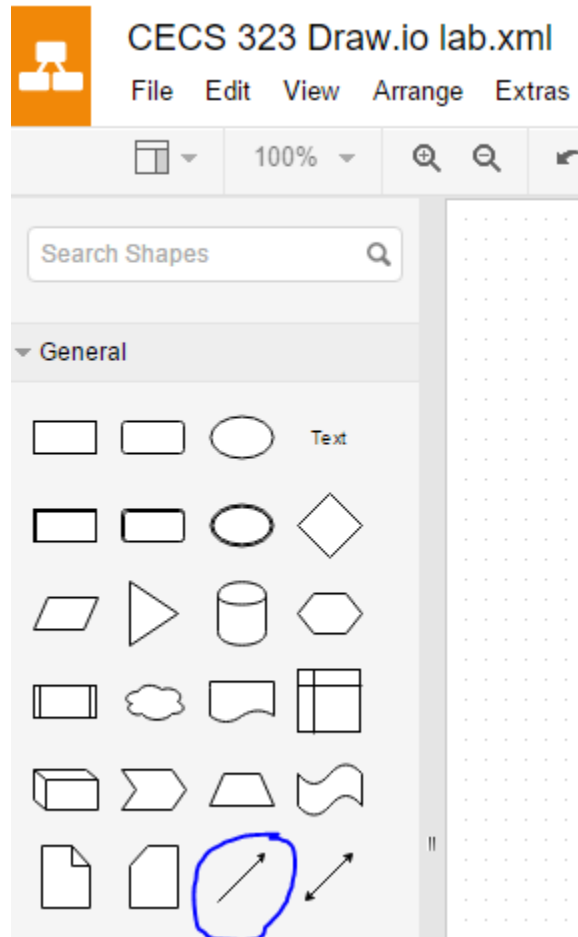 CECS 323 Draw.io lab.xml
File Edit View Arrange Extras
100%
Search Shapes
General
Text